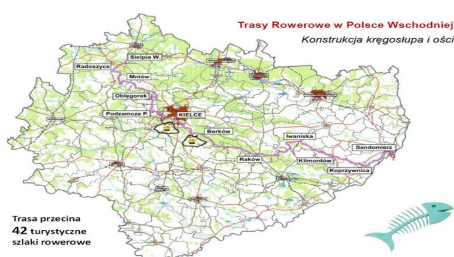 Trasy Rowerowe w Polsce Wschodniej
Konstrukcja kręgosłupa i ości
Sielpia W.
Radoszyce
Mniów
Oblęgorek
Podzamcze P.
KIELCE
Borków
Iwaniska
Sandomierz
Raków
Klimontów
Koprzywnica
Trasa przecina
42 turystyczne
szlaki rowerowe